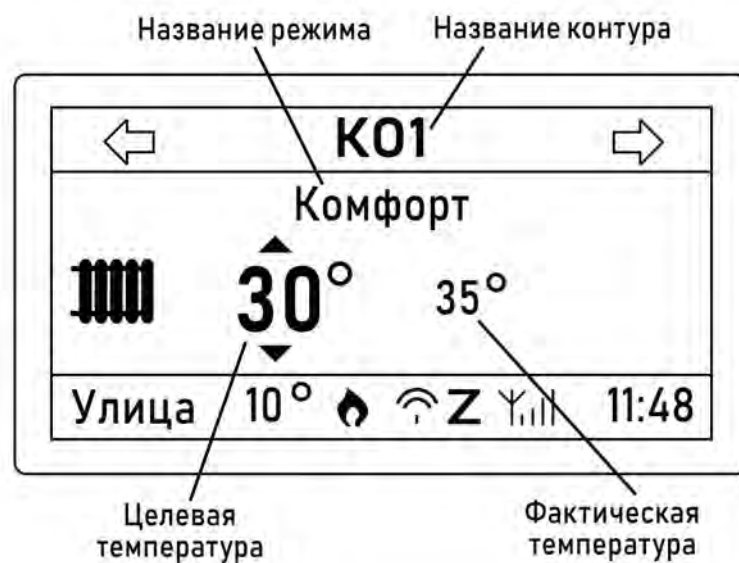 Название режима Название контура
К01
Комфорт
30° 35°
Улица 10° Z 11:48
Целевая температура
Фактическая температура